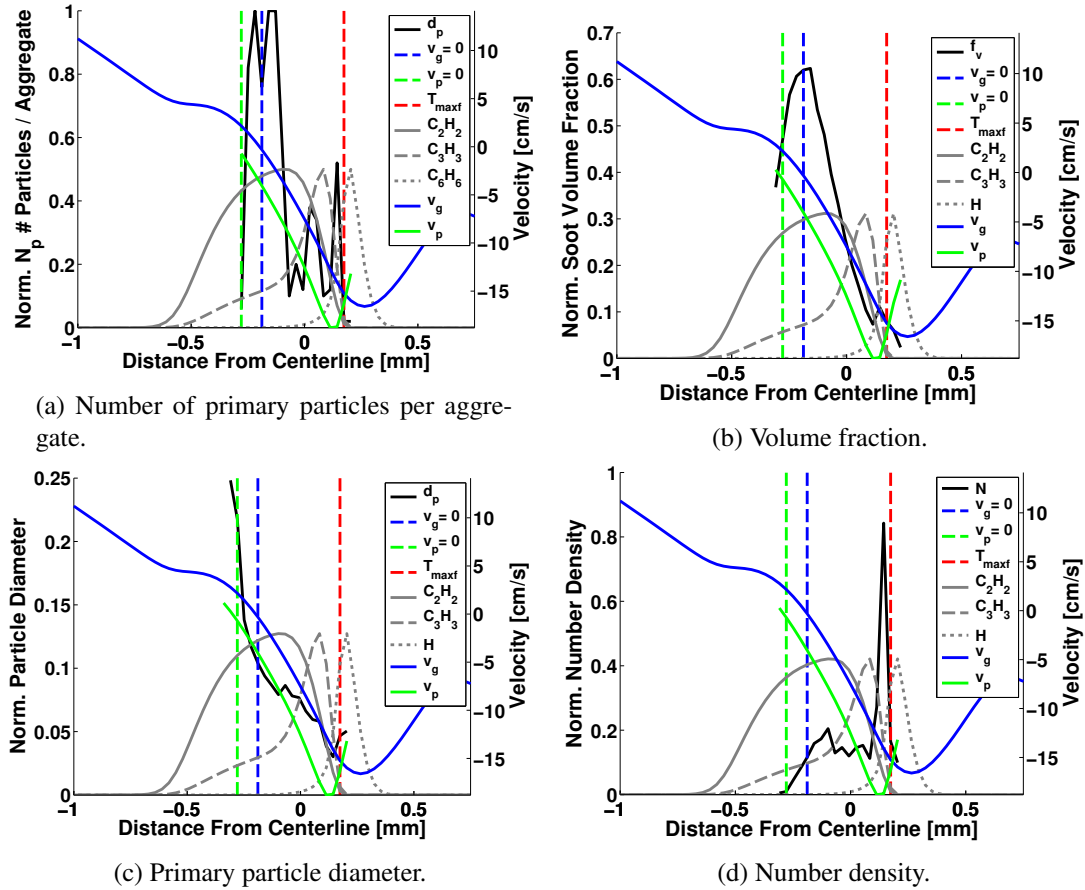 Norm. N_p # Particles / Aggregate
1
0.8
0.6
0.4
0.2
0
−1 −0.5 0 0.5
Distance From Centerline [mm]
10
5
0
−5
−10
−15
Velocity [cm/s]
d_p
v_g = 0
v_p = 0
T_maxf
C_2H_2
C_3H_3
C_6H_6
v_g
v_p
(a) Number of primary particles per aggre-
gate.
Norm. Soot Volume Fraction
0.7
0.6
0.5
0.4
0.3
0.2
0.1
0
−1 −0.5 0 0.5
Distance From Centerline [mm]
10
5
0
−5
−10
−15
Velocity [cm/s]
f_v
v_g = 0
v_p = 0
T_maxf
C_2H_2
C_3H_3
H
v_g
v_p
(b) Volume fraction.
Norm. Particle Diameter
0.25
0.2
0.15
0.1
0.05
0
−1 −0.5 0 0.5
Distance From Centerline [mm]
10
5
0
−5
−10
−15
Velocity [cm/s]
d_p
v_g = 0
v_p = 0
T_maxf
C_2H_2
C_3H_3
H
v_g
v_p
(c) Primary particle diameter.
Norm. Number Density
1
0.8
0.6
0.4
0.2
0
−1 −0.5 0 0.5
Distance From Centerline [mm]
10
5
0
−5
−10
−15
Velocity [cm/s]
N
v_g = 0
v_p = 0
T_maxf
C_2H_2
C_3H_3
H
v_g
v_p
(d) Number density.